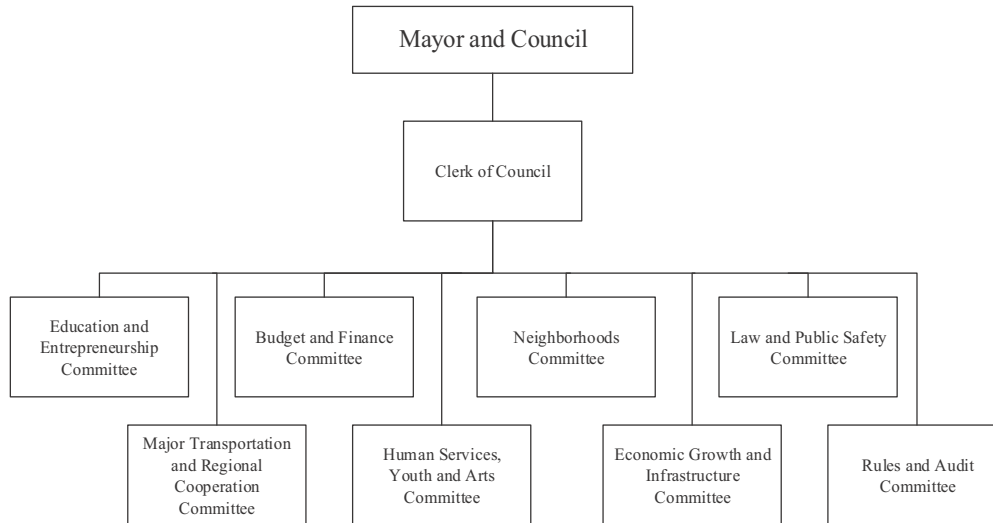 Mayor and Council
Clerk of Council
Education and
Entrepreneurship
Committee
Budget and Finance
Committee
Neighborhoods
Committee
Law and Public Safety
Committee
Major Transportation
and Regional
Cooperation
Committee
Human Services,
Youth and Arts
Committee
Economic Growth and
Infrastructure
Committee
Rules and Audit
Committee